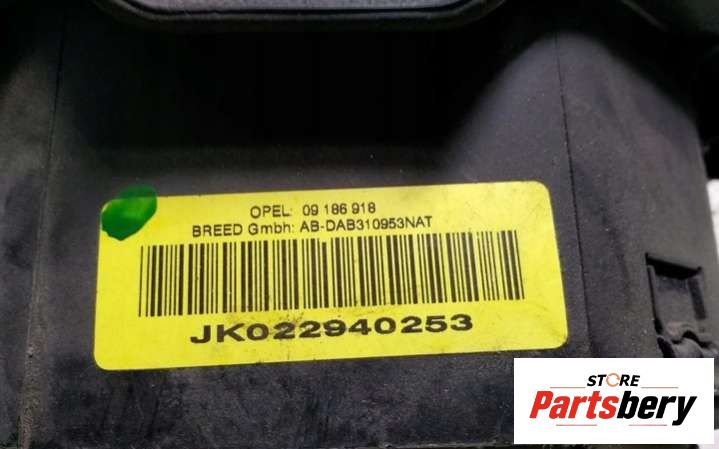 OPEL: 09 186 918
BREED Gmbh: AB-DAB310953NAT
JK022940253
STORE
Partsbery